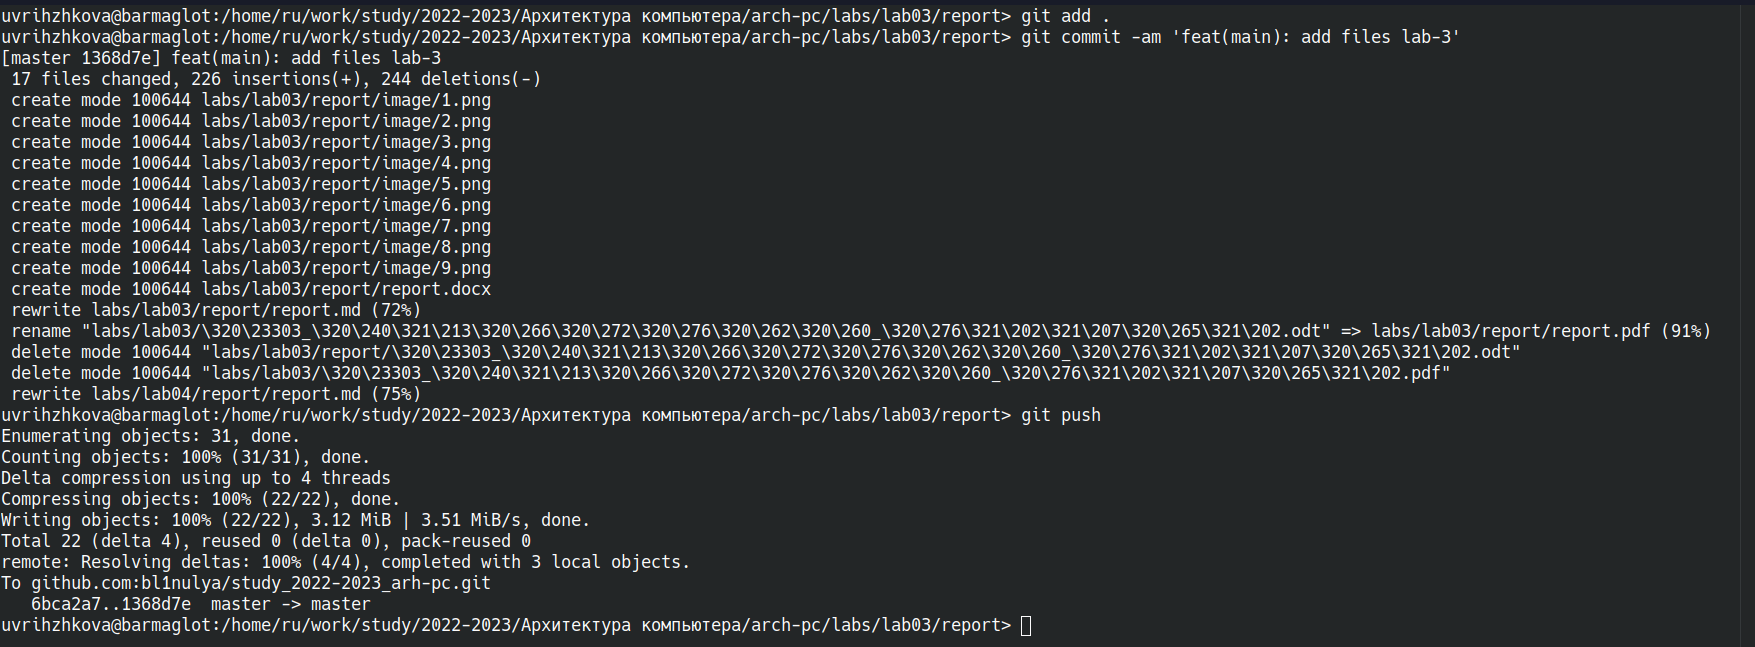 uvrihzhkova@barmaglot:/home/ru/work/study/2022-2023/Архитектура компьютера/arch-pc/labs/lab03/report> git add .
uvrihzhkova@barmaglot:/home/ru/work/study/2022-2023/Архитектура компьютера/arch-pc/labs/lab03/report> git commit -am 'feat(main): add files lab-3'
[master 1368d7e] feat(main): add files lab-3
 17 files changed, 226 insertions(+), 244 deletions(-)
 create mode 100644 labs/lab03/report/image/1.png
 create mode 100644 labs/lab03/report/image/2.png
 create mode 100644 labs/lab03/report/image/3.png
 create mode 100644 labs/lab03/report/image/4.png
 create mode 100644 labs/lab03/report/image/5.png
 create mode 100644 labs/lab03/report/image/6.png
 create mode 100644 labs/lab03/report/image/7.png
 create mode 100644 labs/lab03/report/image/8.png
 create mode 100644 labs/lab03/report/image/9.png
 create mode 100644 labs/lab03/report/report.docx
 rewrite labs/lab03/report/report.md (72%)
 rename "labs/lab03/\320\23303_\320\240\321\213\320\266\320\272\320\276\320\262\320\260_\320\276\321\202\321\207\320\265\321\202.odt" => labs/lab03/report/report.pdf (91%)
 delete mode 100644 "labs/lab03/report/\320\23303_\320\240\321\213\320\266\320\272\320\276\320\262\320\260_\320\276\321\202\321\207\320\265\321\202.odt"
 delete mode 100644 "labs/lab03/\320\23303_\320\240\321\213\320\266\320\272\320\276\320\262\320\260_\320\276\321\202\321\207\320\265\321\202.pdf"
 rewrite labs/lab04/report/report.md (75%)
uvrihzhkova@barmaglot:/home/ru/work/study/2022-2023/Архитектура компьютера/arch-pc/labs/lab03/report> git push
Enumerating objects: 31, done.
Counting objects: 100% (31/31), done.
Delta compression using up to 4 threads
Compressing objects: 100% (22/22), done.
Writing objects: 100% (22/22), 3.12 MiB | 3.51 MiB/s, done.
Total 22 (delta 4), reused 0 (delta 0), pack-reused 0
remote: Resolving deltas: 100% (4/4), completed with 3 local objects.
To github.com:bl1nulya/study_2022-2023_arh-pc.git
   6bca2a7..1368d7e  master -> master
uvrihzhkova@barmaglot:/home/ru/work/study/2022-2023/Архитектура компьютера/arch-pc/labs/lab03/report>